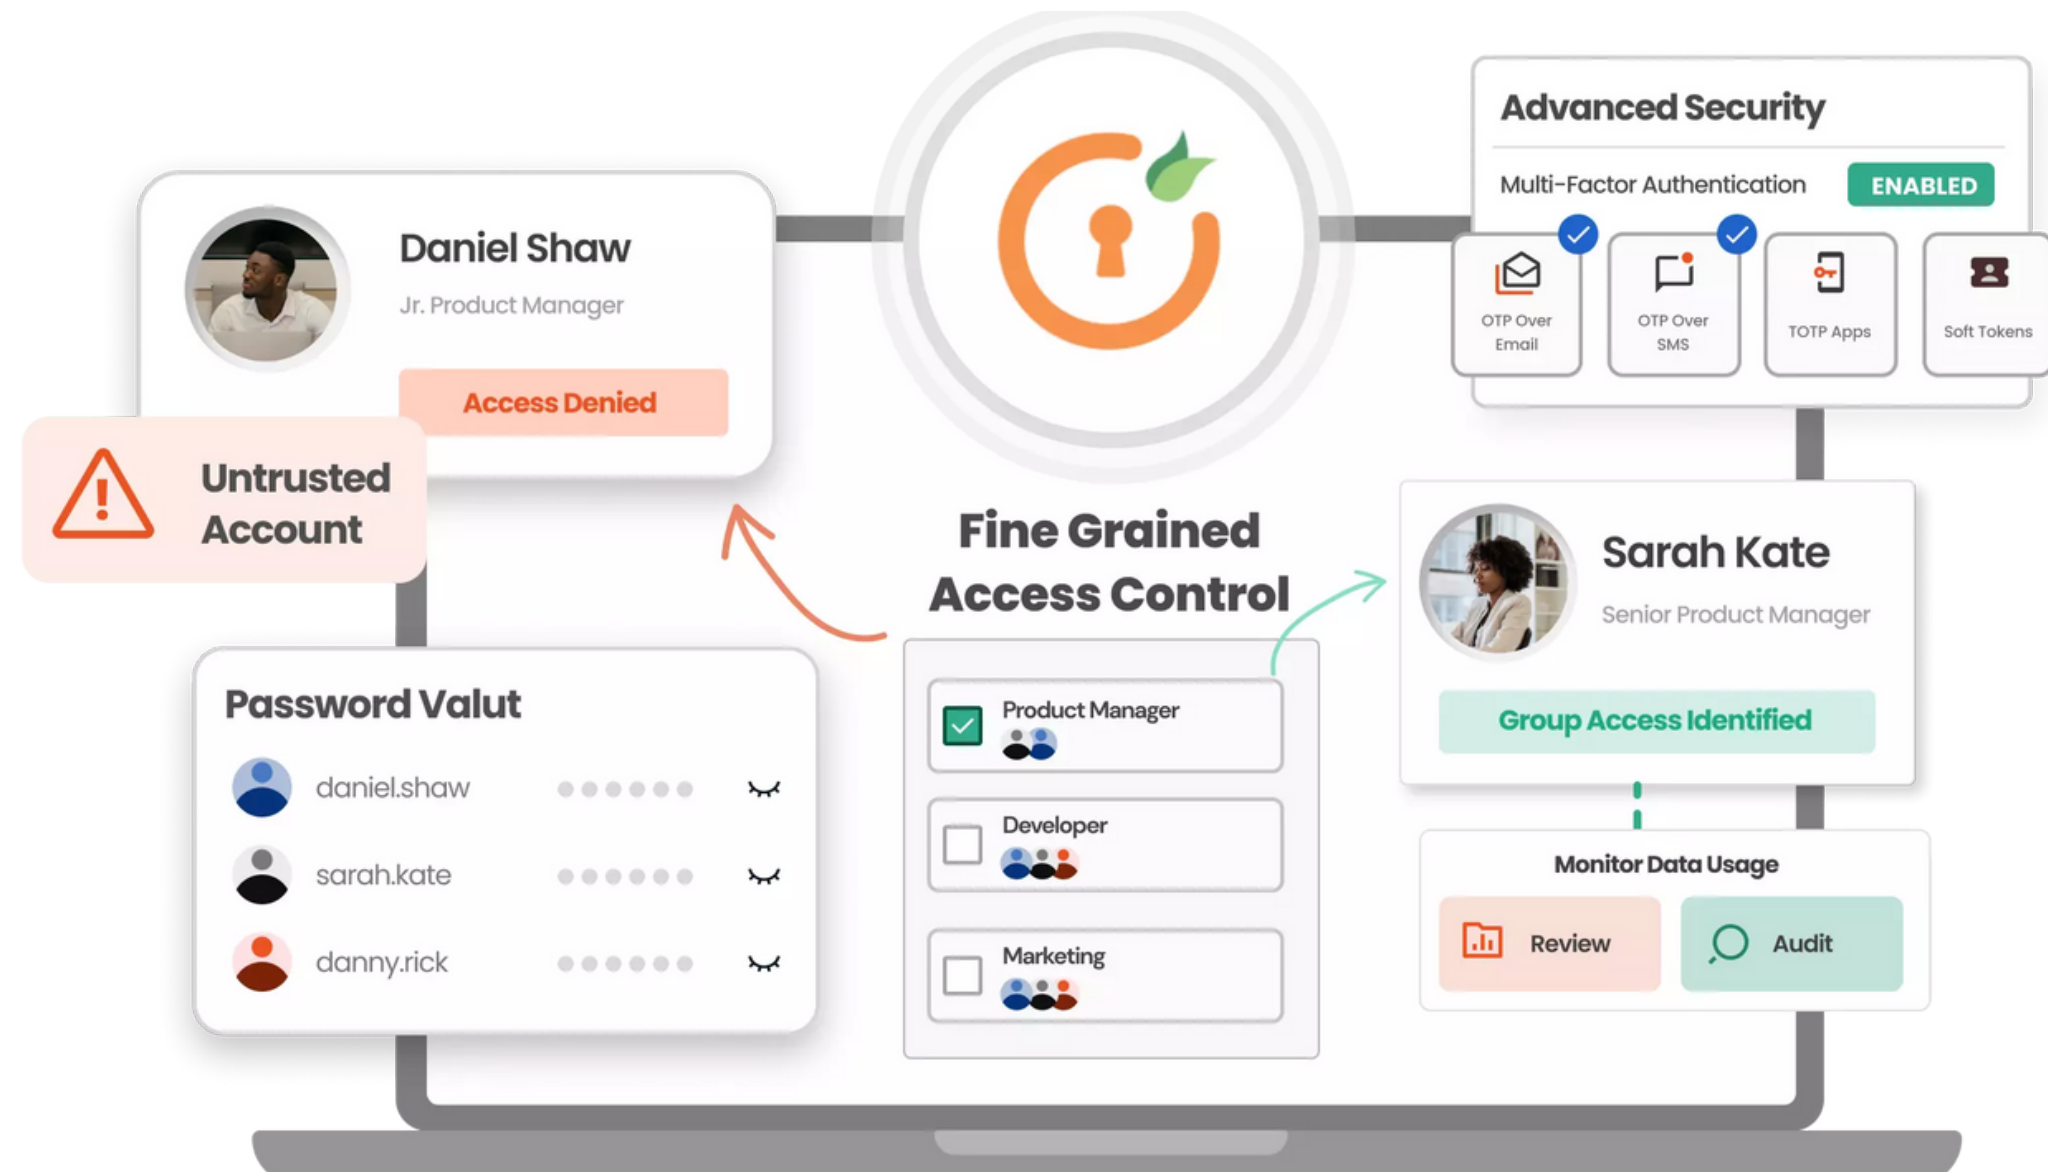 Daniel Shaw
Jr. Product Manager
Access Denied
Untrusted
Account
Password Valut
daniel.shaw
sarah.kate
danny.rick
Fine Grained
Access Control
Product Manager
Developer
Marketing
Advanced Security
Multi-Factor Authentication
ENABLED
OTP Over
Email
OTP Over
SMS
TOTP Apps
Soft Tokens
Sarah Kate
Senior Product Manager
Group Access Identified
Monitor Data Usage
Review
Audit